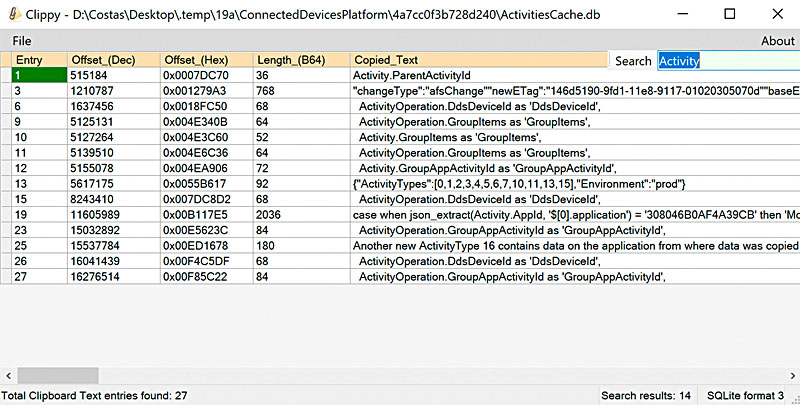 Clippy - D:\Costas\Desktop\.temp\19a\ConnectedDevicesPlatform\4a7cc0f3b728d240\ActivitiesCache.db
File About
Entry Offset_(Dec) Offset_(Hex) Length_(B64) Copied_Text Search Activity
1 515184 0x0007DC70 36 Activity.ParentActivityId
3 1210787 0x001279A3 768 "changeType":"afsChange""newETag":"146d5190-9fd1-11e8-9117-01020305070d""baseE
6 1637456 0x0018FC50 68 ActivityOperation.DdsDeviceId as 'DdsDeviceId',
9 5125131 0x004E340B 64 ActivityOperation.GroupItems as 'GroupItems',
10 5127264 0x004E3C60 52 Activity.GroupItems as 'GroupItems',
11 5139510 0x004E6C36 64 ActivityOperation.GroupItems as 'GroupItems',
12 5155078 0x004EA906 72 Activity.GroupAppActivityId as 'GroupAppActivityId',
13 5617175 0x0055B617 92 {"ActivityTypes":[0,1,2,3,4,5,6,7,10,11,13,15],"Environment":"prod"}
15 8243410 0x007DC8D2 68 ActivityOperation.DdsDeviceId as 'DdsDeviceId',
19 11605989 0x00B117E5 2036 case when json_extract(Activity.AppId, '$[0].application') = '308046B0AF4A39CB' then 'Mo
23 15032892 0x00E5623C 84 ActivityOperation.GroupAppActivityId as 'GroupAppActivityId',
25 15537784 0x00ED1678 180 Another new ActivityType 16 contains data on the application from where data was copied
26 16041439 0x00F4C5DF 68 ActivityOperation.DdsDeviceId as 'DdsDeviceId',
27 16276514 0x00F85C22 84 ActivityOperation.GroupAppActivityId as 'GroupAppActivityId',
Total Clipboard Text entries found: 27 Search results: 14 SQLite format 3